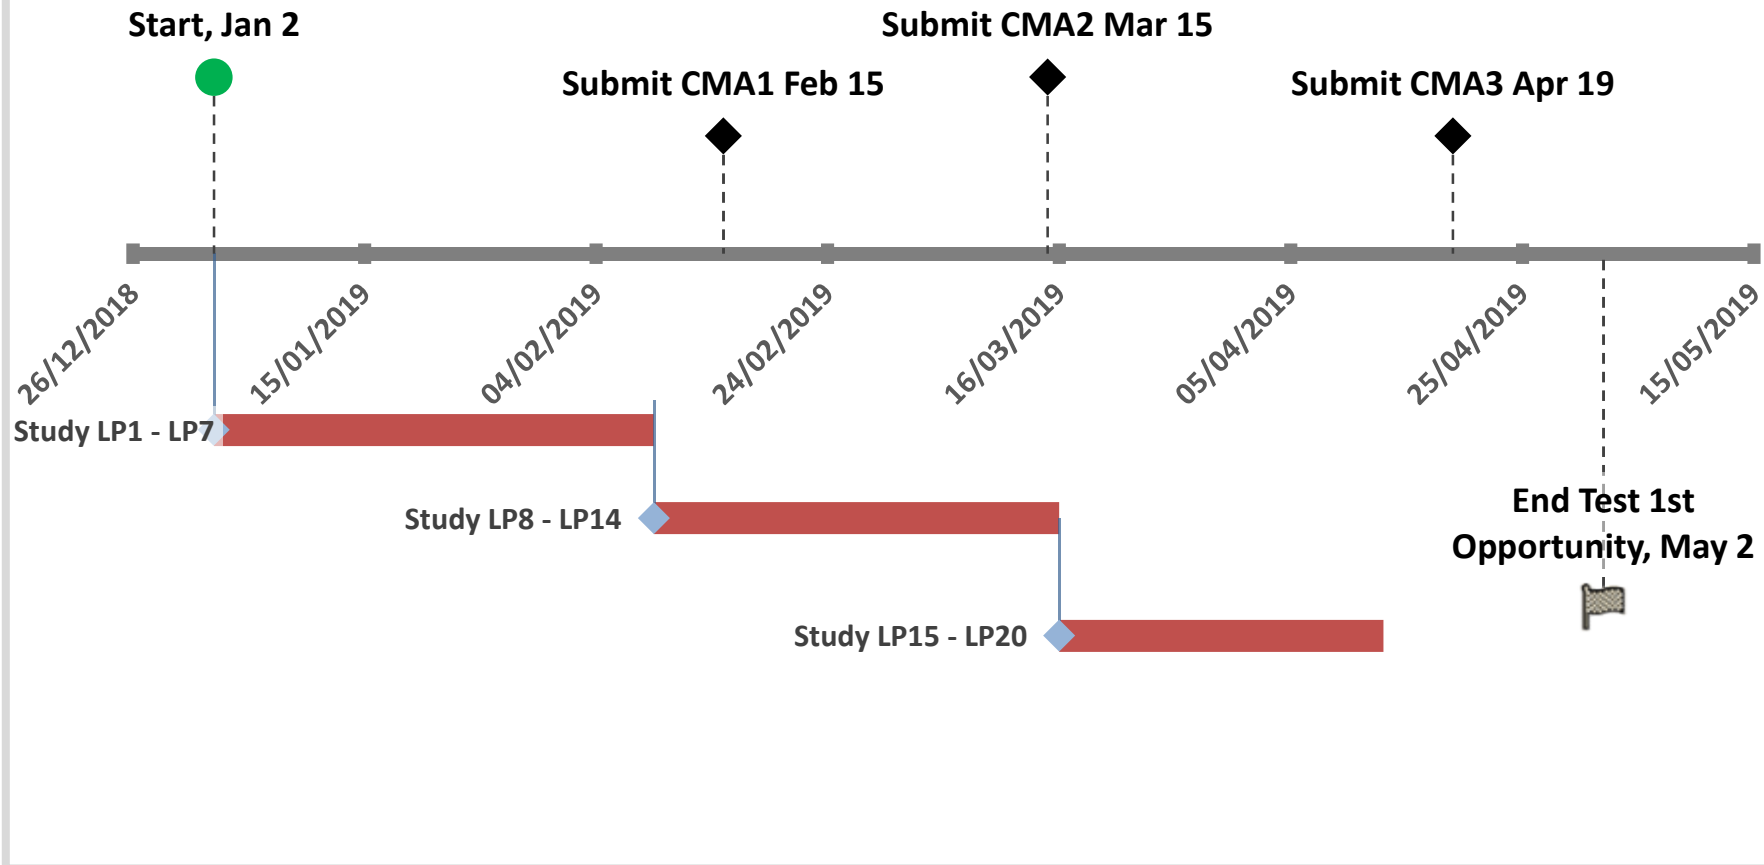 Start, Jan 2
Submit CMA2 Mar 15
Submit CMA1 Feb 15
Submit CMA3 Apr 19
26/12/2018
15/01/2019
04/02/2019
24/02/2019
16/03/2019
05/04/2019
25/04/2019
15/05/2019
Study LP1 - LP7
Study LP8 - LP14
End Test 1st
Opportunity, May 2
Study LP15 - LP20